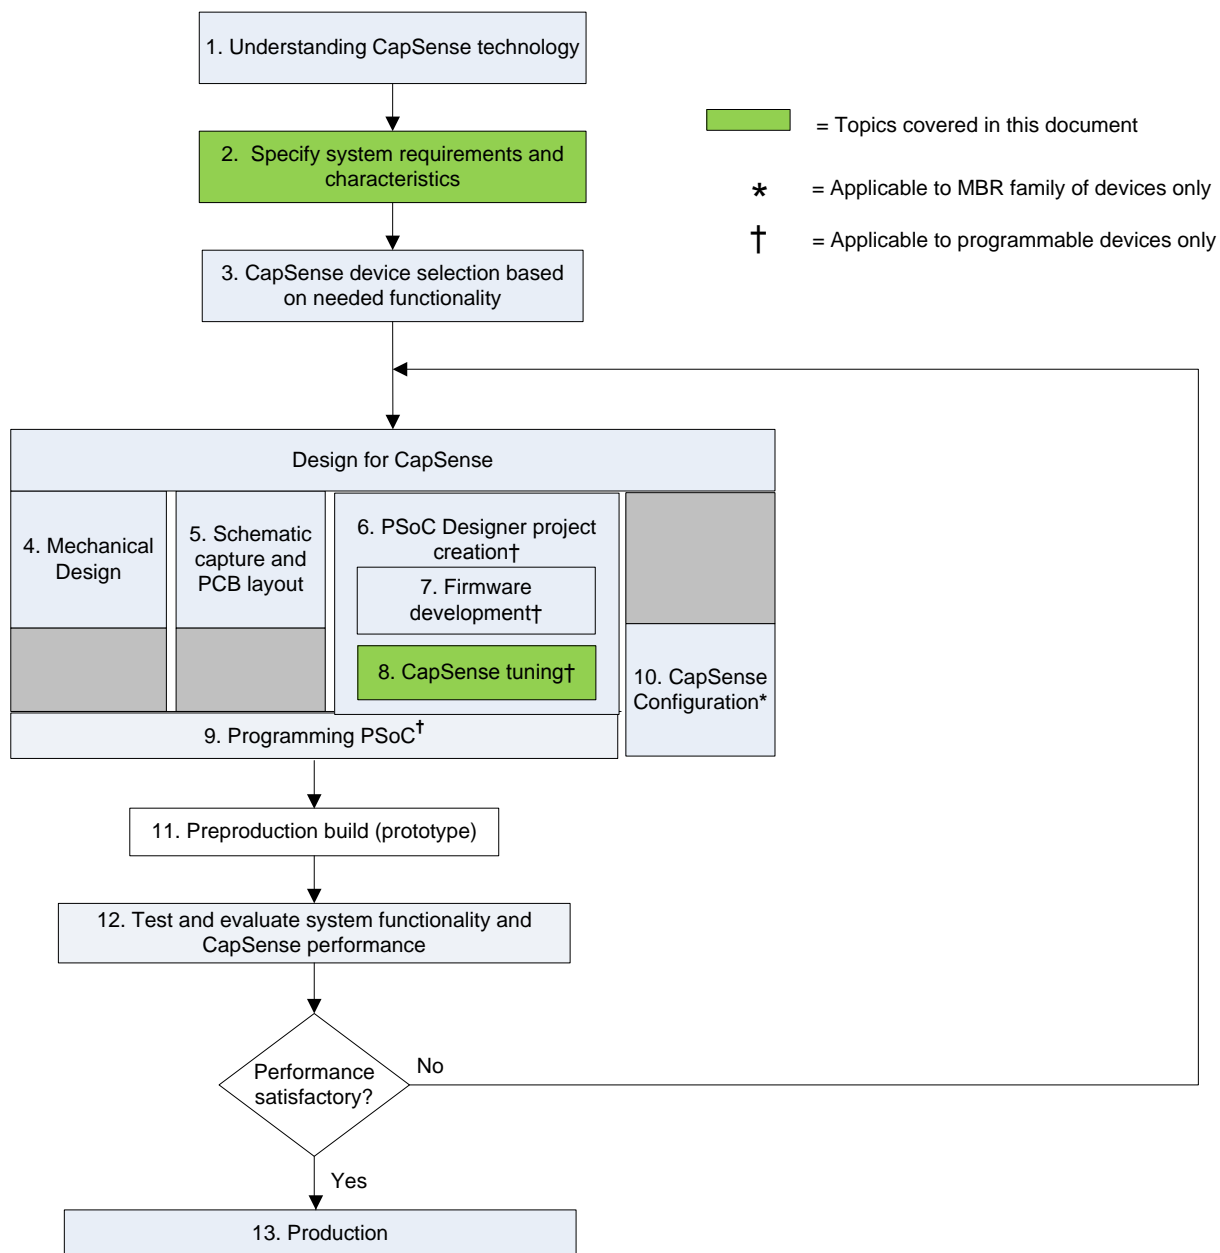 1. Understanding CapSense technology
= Topics covered in this document
2. Specify system requirements and
characteristics
* = Applicable to MBR family of devices only
† = Applicable to programmable devices only
3. CapSense device selection based
on needed functionality
Design for CapSense
4. Mechanical
Design
5. Schematic
capture and
PCB layout
6. PSoC Designer project
creation†
7. Firmware
development†
8. CapSense tuning†
10. CapSense
Configuration*
9. Programming PSoC†
11. Preproduction build (prototype)
12. Test and evaluate system functionality and
CapSense performance
Performance
satisfactory?
No
Yes
13. Production